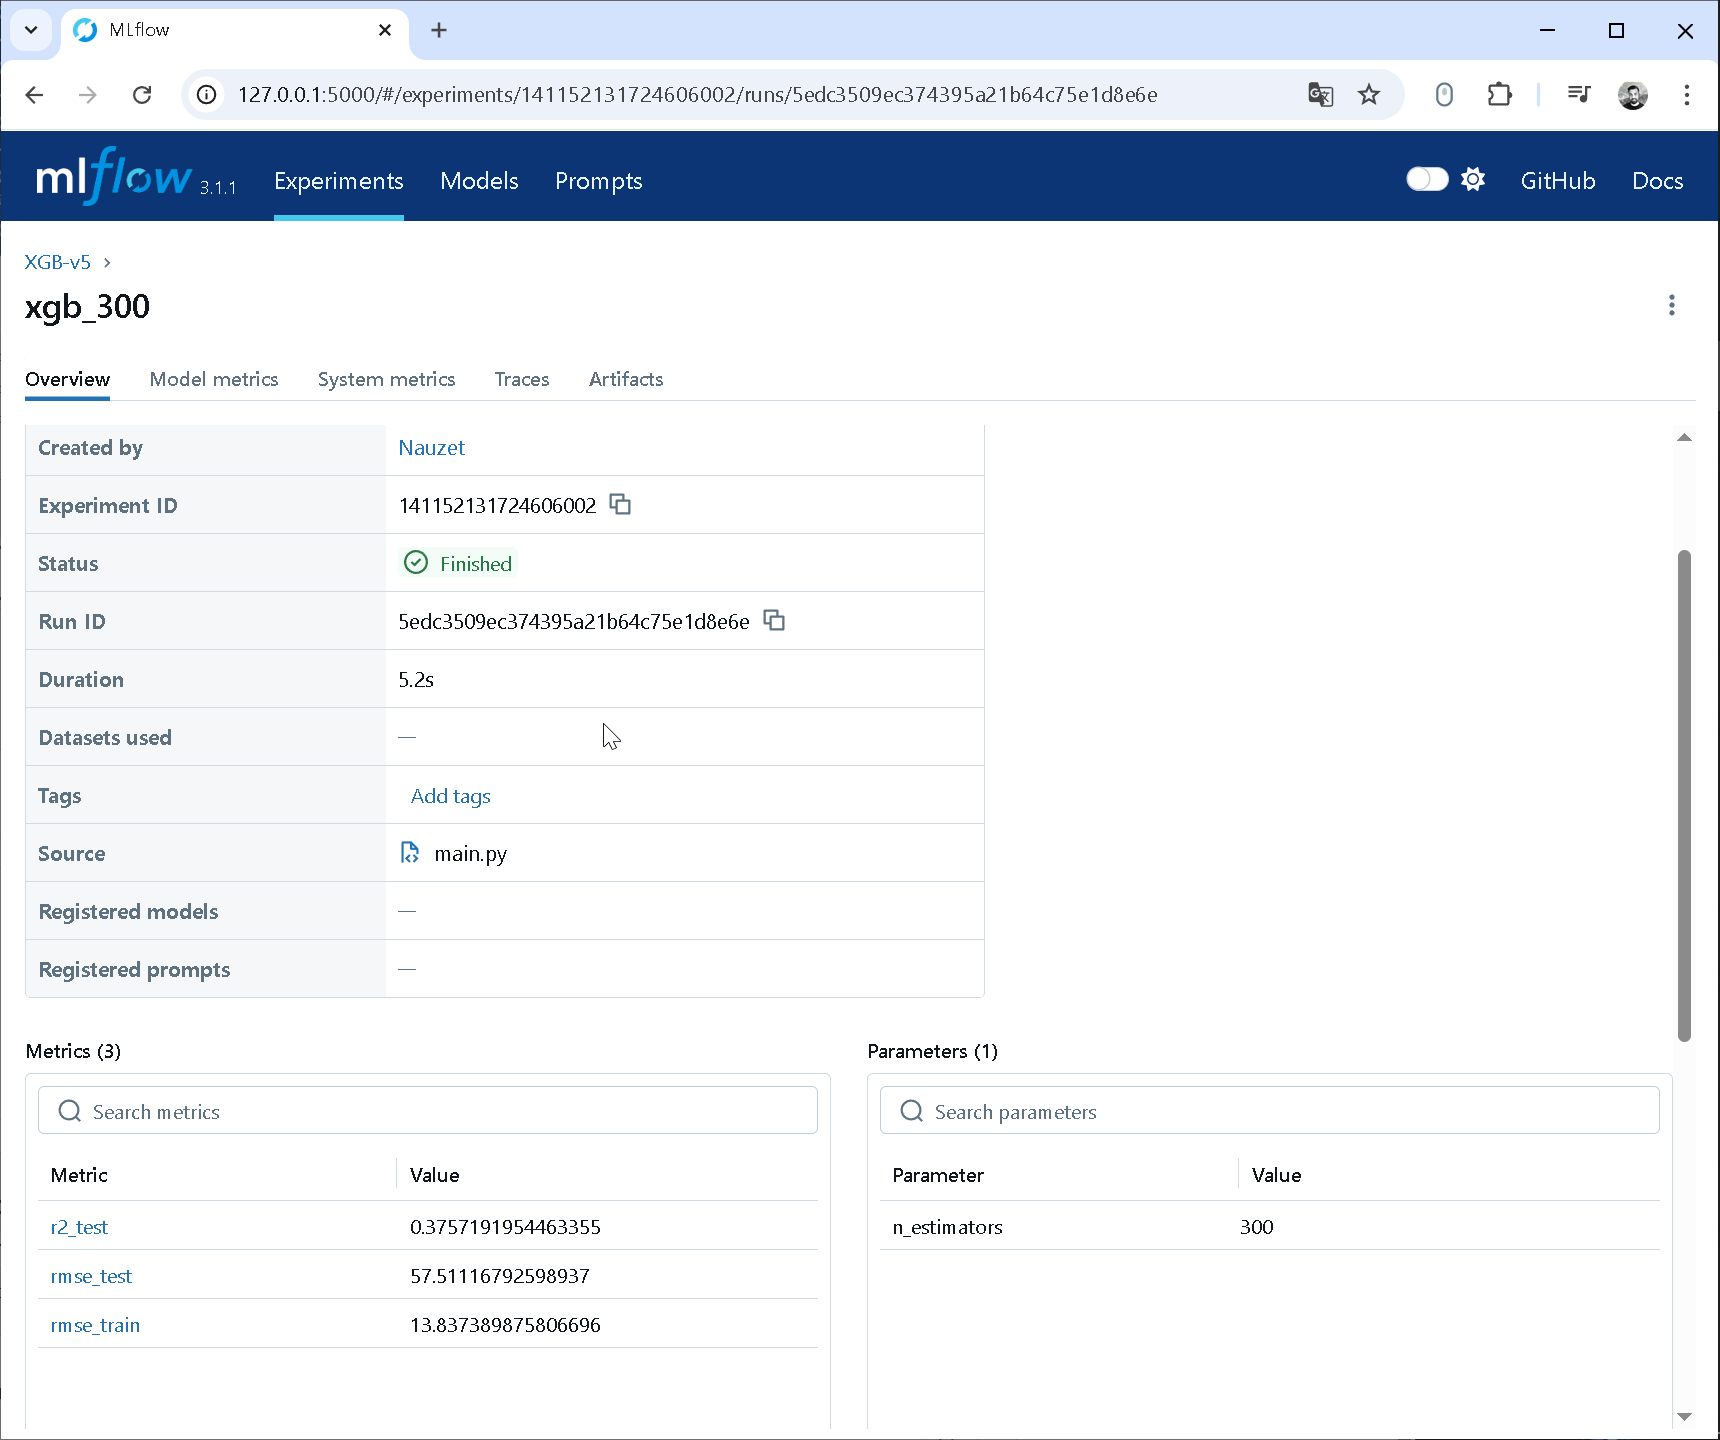 MLflow
127.0.0.1:5000/#/experiments/141152131724606002/runs/5edc3509ec374395a21b64c75e1d8e6e
mlflow 3.1.1 Experiments Models Prompts GitHub Docs
XGB-v5
xgb_300
Overview Model metrics System metrics Traces Artifacts
Created by Nauzet
Experiment ID 141152131724606002
Status Finished
Run ID 5edc3509ec374395a21b64c75e1d8e6e
Duration 5.2s
Datasets used —
Tags Add tags
Source main.py
Registered models —
Registered prompts —
Metrics (3)
Search metrics
Metric Value
r2_test 0.3757191954463355
rmse_test 57.51116792598937
rmse_train 13.837389875806696
Parameters (1)
Search parameters
Parameter Value
n_estimators 300